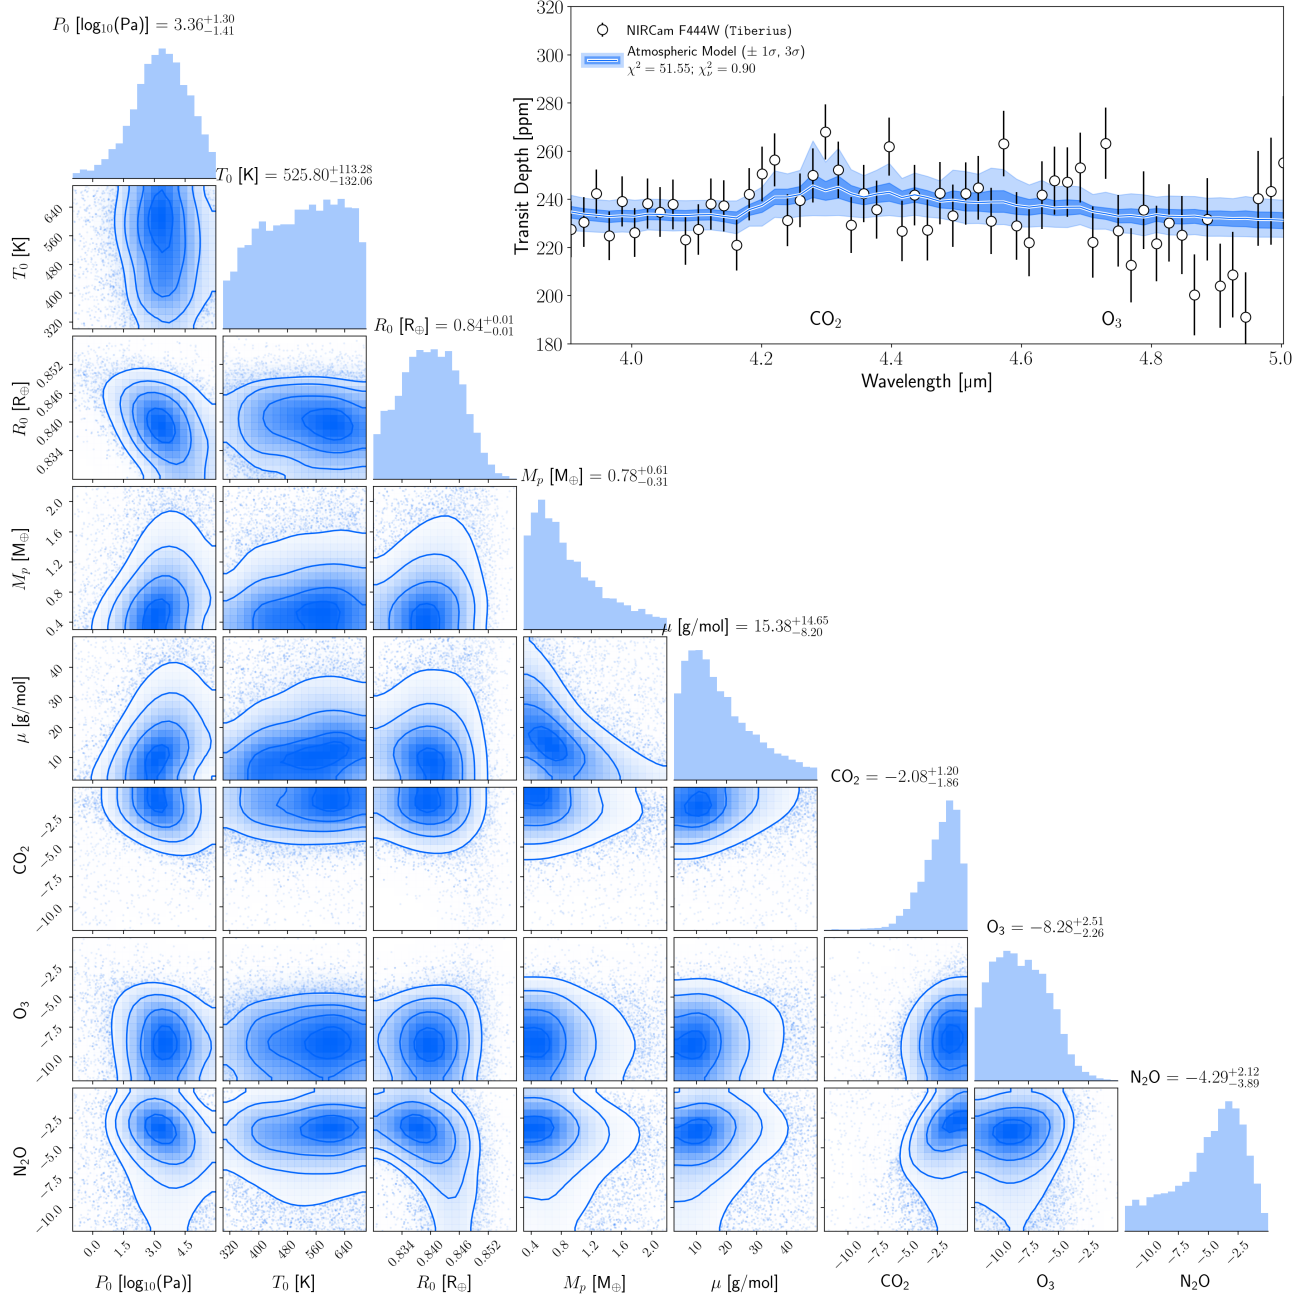 P₀ [log₁₀(Pa)] = 3.36⁺¹·³⁰₋₁.₄₁
T₀ [K] = 525.80⁺¹¹³·²⁸₋₁₃₂.₀₆
R₀ [R⊕] = 0.84⁺⁰·⁰¹₋₀.₀₁
M_p [M⊕] = 0.78⁺⁰·⁶¹₋₀.₃₁
μ [g/mol] = 15.38⁺¹⁴·⁶⁵₋₈.₂₀
CO₂ = −2.08⁺¹·²⁰₋₁.₈₆
O₃ = −8.28⁺²·⁵¹₋₂.₂₆
N₂O = −4.29⁺²·¹²₋₃.₈₉
NIRCam F444W (Tiberius)
Atmospheric Model (± 1σ, 3σ)
χ² = 51.55; χ²_ν = 0.90
Transit Depth [ppm]
320
300
280
260
240
220
200
180
CO₂
O₃
4.0 4.2 4.4 4.6 4.8 5.0
Wavelength [μm]
T₀ [K]
640
560
480
400
320
R₀ [R⊕]
0.852
0.846
0.840
0.834
M_p [M⊕]
2.0
1.6
1.2
0.8
0.4
μ [g/mol]
40
30
20
10
CO₂
−2.5
−5.0
−7.5
−10.0
O₃
−2.5
−5.0
−7.5
−10.0
N₂O
−2.5
−5.0
−7.5
−10.0
0.0 1.5 3.0 4.5
320 400 480 560 640
0.834 0.840 0.846 0.852
0.4 0.8 1.2 1.6 2.0
10 20 30 40
−10.0 −7.5 −5.0 −2.5
−10.0 −7.5 −5.0 −2.5
−10.0 −7.5 −5.0 −2.5
P₀ [log₁₀(Pa)]
T₀ [K]
R₀ [R⊕]
M_p [M⊕]
μ [g/mol]
CO₂
O₃
N₂O